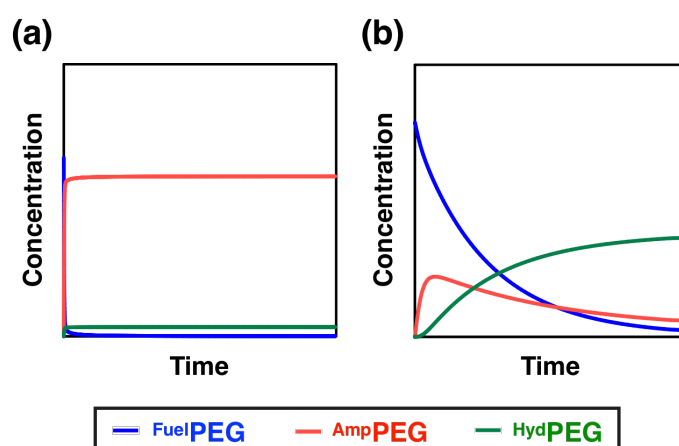 (a) (b)
Concentration Concentration
Time Time
FuelPEG AmpPEG HydPEG